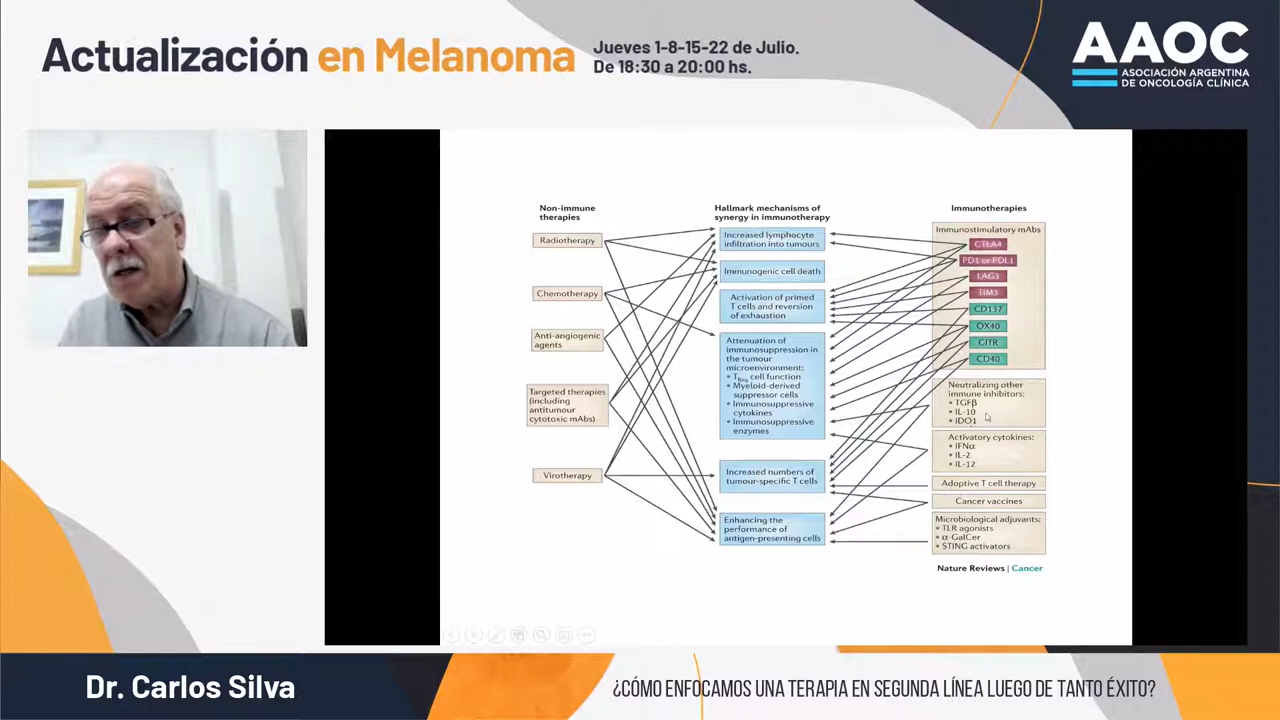 Actualización en Melanoma
Jueves 1-8-15-22 de Julio.
De 18:30 a 20:00 hs.
AAOC
ASOCIACIÓN ARGENTINA
DE ONCOLOGÍA CLÍNICA
Non-immune
therapies
Radiotherapy
Chemotherapy
Anti-angiogenic
agents
Targeted therapies
(including
antitumour
cytotoxic mAbs)
Virotherapy
Hallmark mechanisms of
synergy in immunotherapy
Increased lymphocyte
infiltration into tumours
Immunogenic cell death
Activation of primed
T cells and reversion
of exhaustion
Attenuation of
immunosuppression in
the tumour
microenvironment:
• TReg cell function
• Myeloid-derived
suppressor cells
• Immunosuppressive
cytokines
• Immunosuppressive
enzymes
Increased numbers of
tumour-specific T cells
Enhancing the
performance of
antigen-presenting cells
Immunotherapies
Immunostimulatory mAbs
CTLA4
PD1 or PDL1
LAG3
TIM3
CD137
OX40
GITR
CD40
Neutralizing other
immune inhibitors:
• TGFβ
• IL-10
• IDO1
Activatory cytokines:
• IFNα
• IL-2
• IL-12
Adoptive T cell therapy
Cancer vaccines
Microbiological adjuvants:
• TLR agonists
• α-GalCer
• STING activators
Nature Reviews | Cancer
Dr. Carlos Silva
¿CÓMO ENFOCAMOS UNA TERAPIA EN SEGUNDA LÍNEA LUEGO DE TANTO ÉXITO?